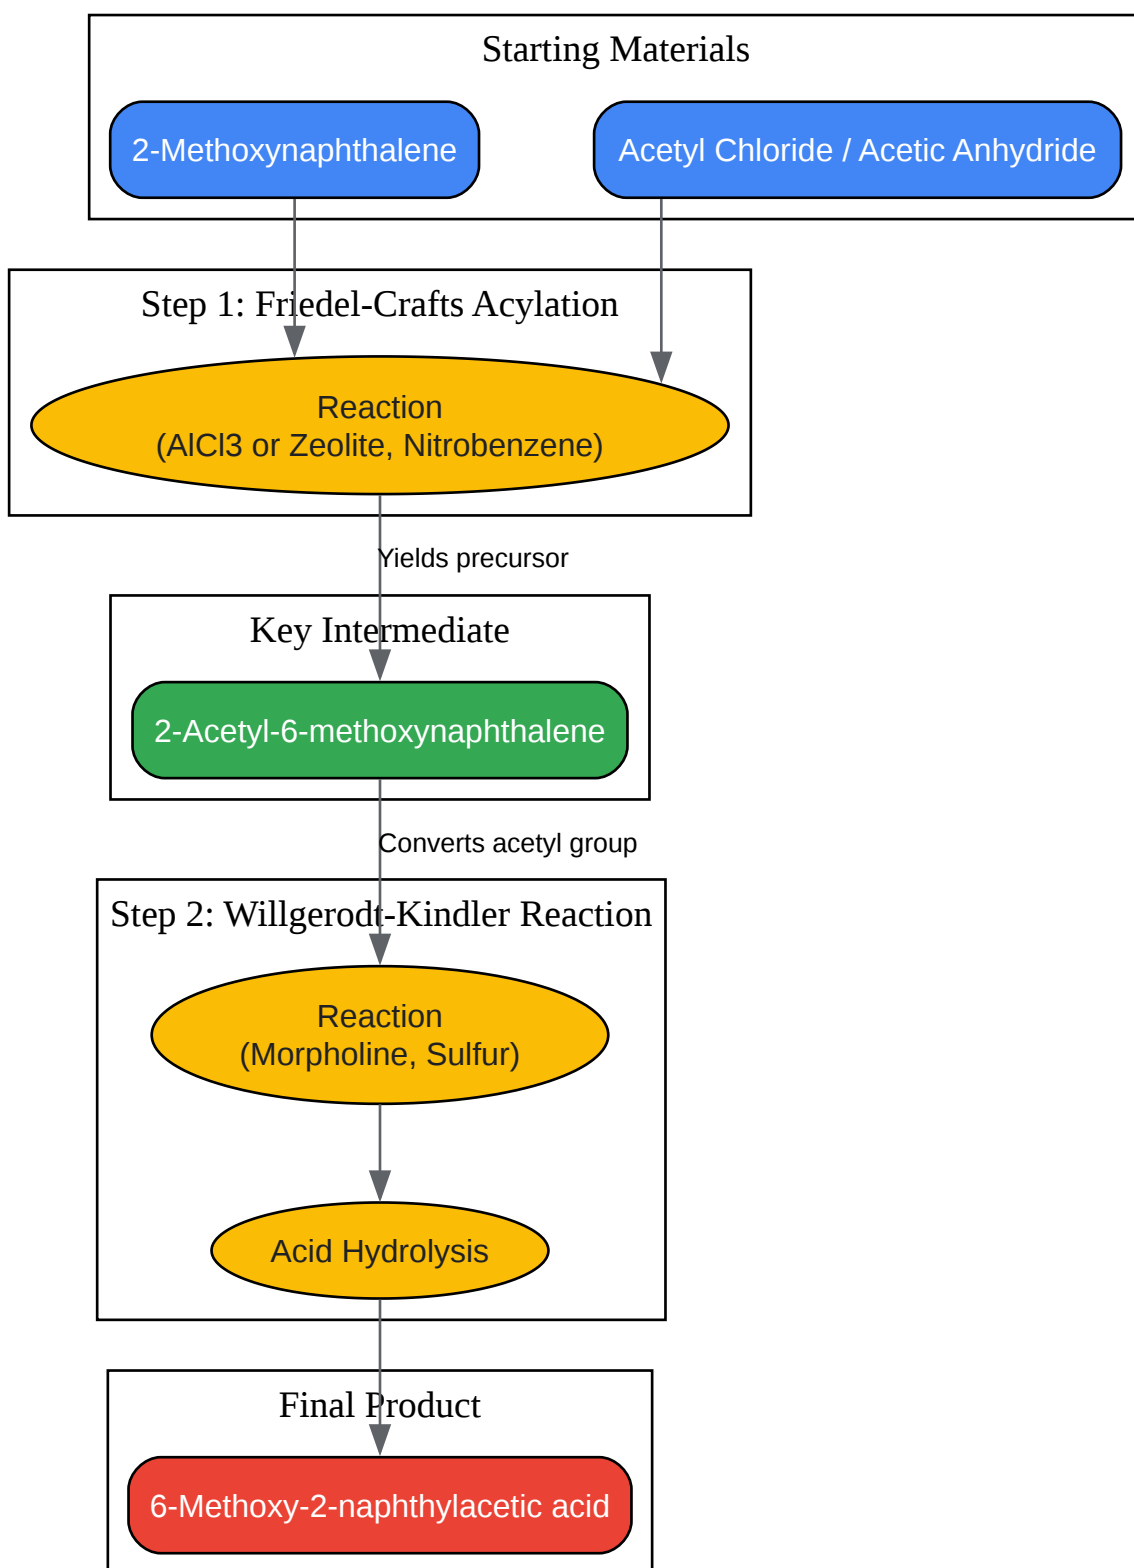 Starting Materials
2-Methoxynaphthalene
Acetyl Chloride / Acetic Anhydride
Step 1: Friedel-Crafts Acylation
Reaction
(AlCl3 or Zeolite, Nitrobenzene)
Yields precursor
Key Intermediate
2-Acetyl-6-methoxynaphthalene
Converts acetyl group
Step 2: Willgerodt-Kindler Reaction
Reaction
(Morpholine, Sulfur)
Acid Hydrolysis
Final Product
6-Methoxy-2-naphthylacetic acid